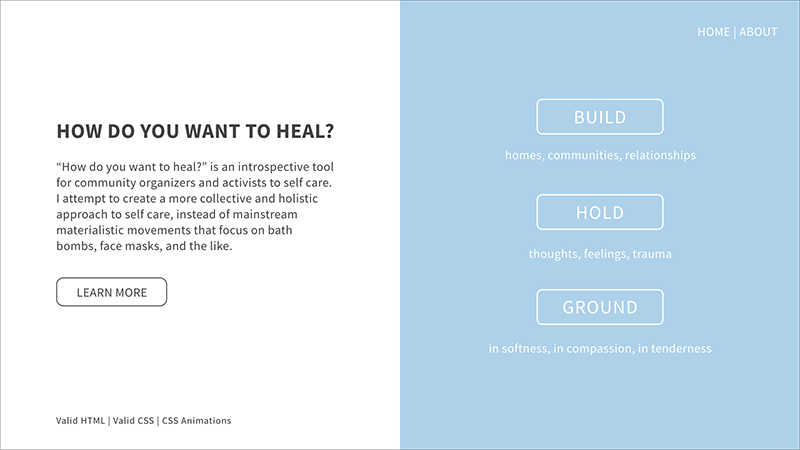 HOME | ABOUT
HOW DO YOU WANT TO HEAL?
“How do you want to heal?” is an introspective tool
for community organizers and activists to self care.
I attempt to create a more collective and holistic
approach to self care, instead of mainstream
materialistic movements that focus on bath
bombs, face masks, and the like.
LEARN MORE
Valid HTML | Valid CSS | CSS Animations
BUILD
homes, communities, relationships
HOLD
thoughts, feelings, trauma
GROUND
in softness, in compassion, in tenderness